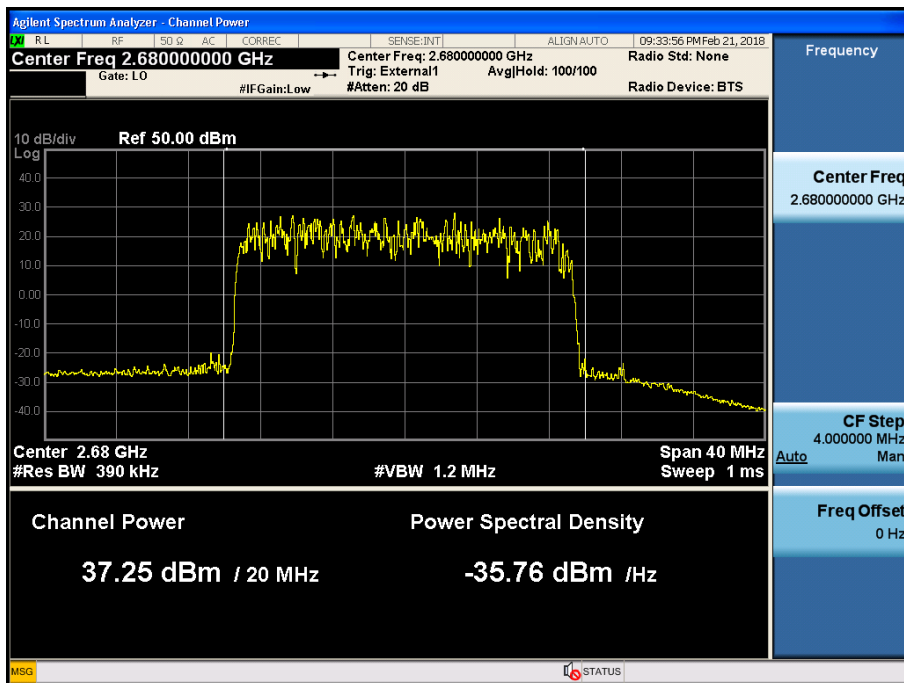 Agilent Spectrum Analyzer - Channel Power
LXI RL RF 50 Ω AC CORREC SENSE:INT ALIGN AUTO 09:33:56 PM Feb 21, 2018
Center Freq 2.680000000 GHz
Center Freq: 2.680000000 GHz Radio Std: None
Gate: LO Trig: External1 Avg|Hold: 100/100
#IFGain:Low #Atten: 20 dB Radio Device: BTS
Frequency
10 dB/div Ref 50.00 dBm
Log
40.0
30.0
20.0
10.0
0.00
-10.0
-20.0
-30.0
-40.0
Center 2.68 GHz Span 40 MHz
#Res BW 390 kHz #VBW 1.2 MHz Sweep 1 ms
Channel Power Power Spectral Density
37.25 dBm / 20 MHz -35.76 dBm /Hz
Center Freq
2.680000000 GHz
CF Step
4.000000 MHz
Auto Man
Freq Offset
0 Hz
MSG STATUS